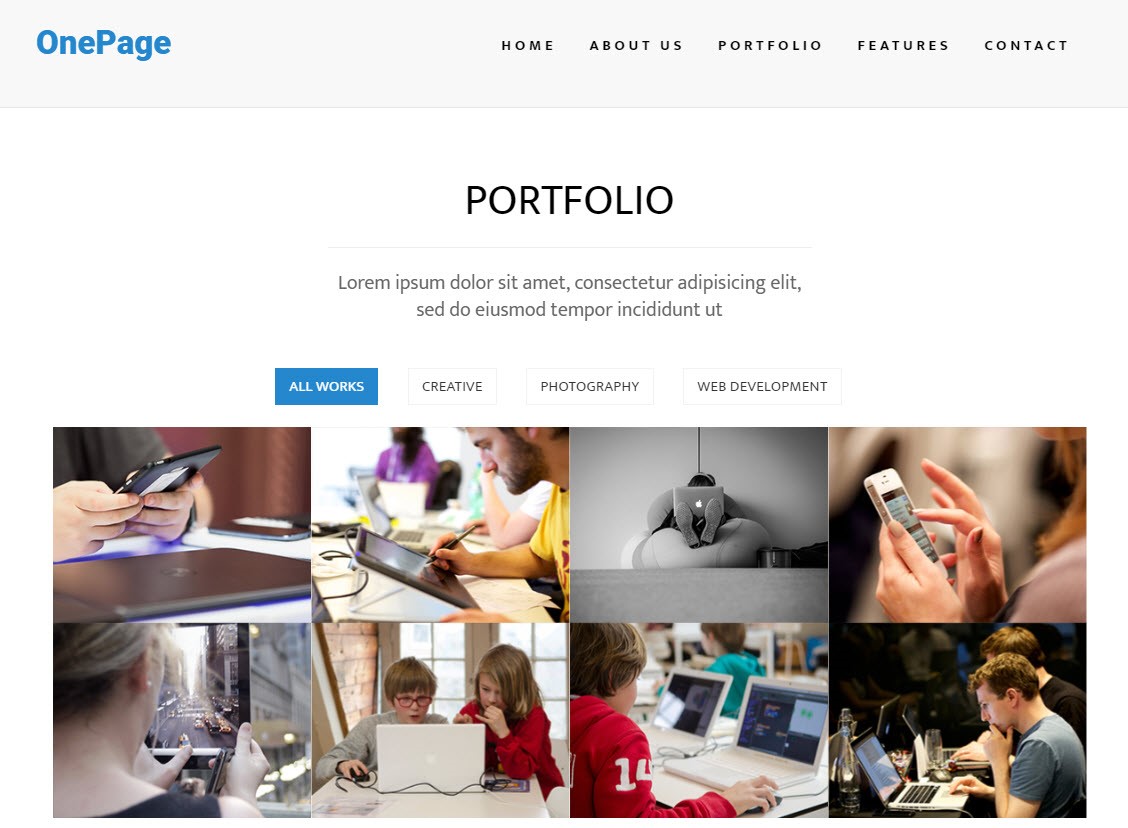 OnePage
HOME ABOUT US PORTFOLIO FEATURES CONTACT
PORTFOLIO
Lorem ipsum dolor sit amet, consectetur adipisicing elit,
sed do eiusmod tempor incididunt ut
ALL WORKS CREATIVE PHOTOGRAPHY WEB DEVELOPMENT
14